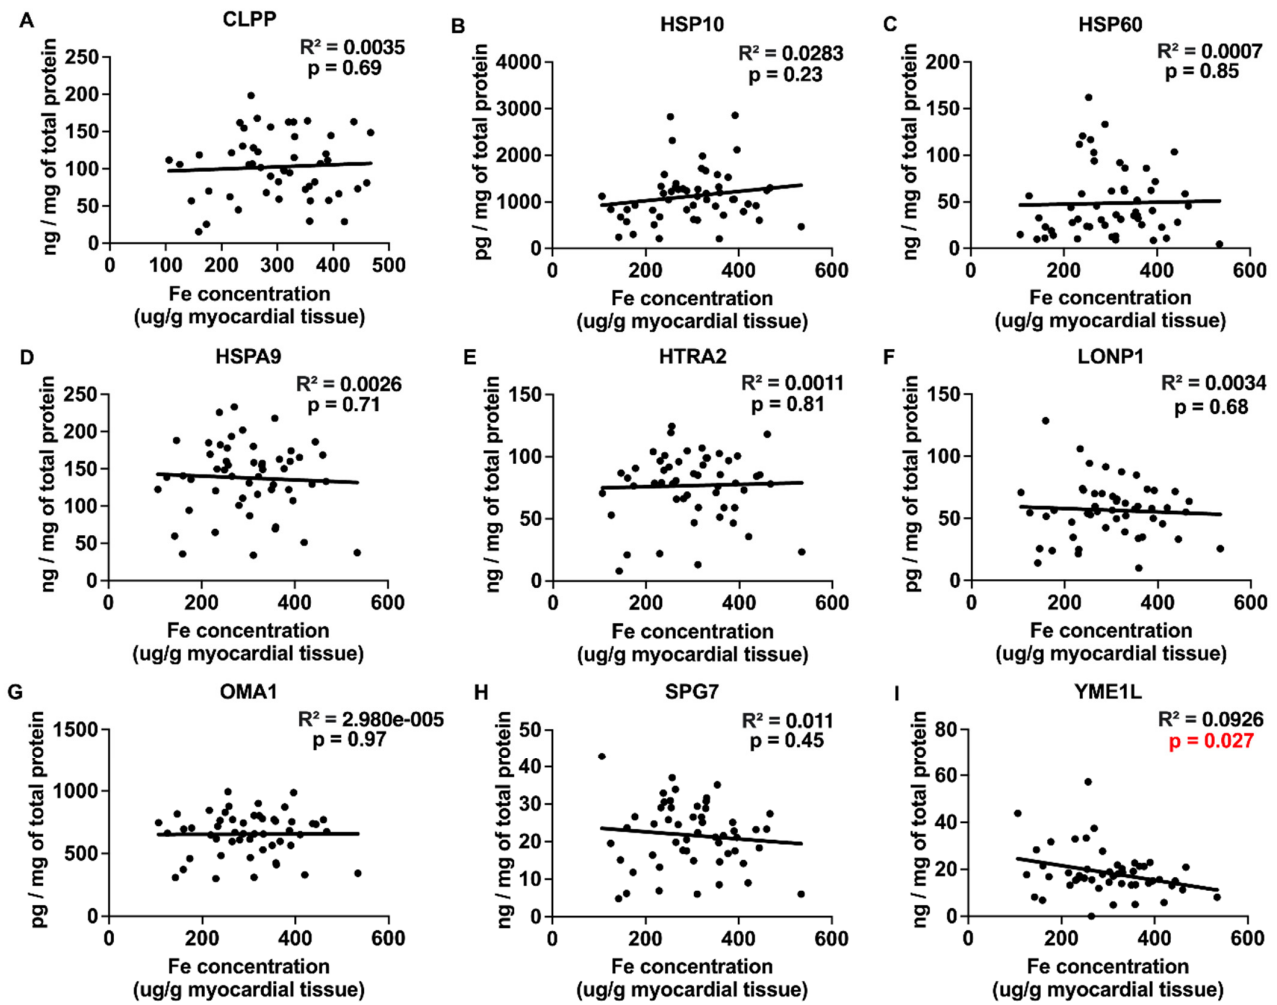 A
CLPP
R² = 0.0035
p = 0.69
ng / mg of total protein
250
200
150
100
50
0
0 100 200 300 400 500
Fe concentration
(ug/g myocardial tissue)
B
HSP10
R² = 0.0283
p = 0.23
pg / mg of total protein
4000
3000
2000
1000
0
0 200 400 600
Fe concentration
(ug/g myocardial tissue)
C
HSP60
R² = 0.0007
p = 0.85
ng / mg of total protein
200
150
100
50
0
0 200 400 600
Fe concentration
(ug/g myocardial tissue)
D
HSPA9
R² = 0.0026
p = 0.71
ng / mg of total protein
250
200
150
100
50
0
0 200 400 600
Fe concentration
(ug/g myocardial tissue)
E
HTRA2
R² = 0.0011
p = 0.81
ng / mg of total protein
150
100
50
0
0 200 400 600
Fe concentration
(ug/g myocardial tissue)
F
LONP1
R² = 0.0034
p = 0.68
pg / mg of total protein
150
100
50
0
0 200 400 600
Fe concentration
(ug/g myocardial tissue)
G
OMA1
R² = 2.980e-005
p = 0.97
pg / mg of total protein
1500
1000
500
0
0 200 400 600
Fe concentration
(ug/g myocardial tissue)
H
SPG7
R² = 0.011
p = 0.45
pg / mg of total protein
50
40
30
20
10
0
0 200 400 600
Fe concentration
(ug/g myocardial tissue)
I
YME1L
R² = 0.0926
p = 0.027
ng / mg of total protein
80
60
40
20
0
0 200 400 600
Fe concentration
(ug/g myocardial tissue)